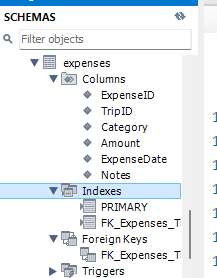 SCHEMAS
Filter objects
expenses
Columns
ExpenseID
TripID
Category
Amount
ExpenseDate
Notes
Indexes
PRIMARY
FK_Expenses_T
Foreign Keys
FK_Expenses_T
Triggers